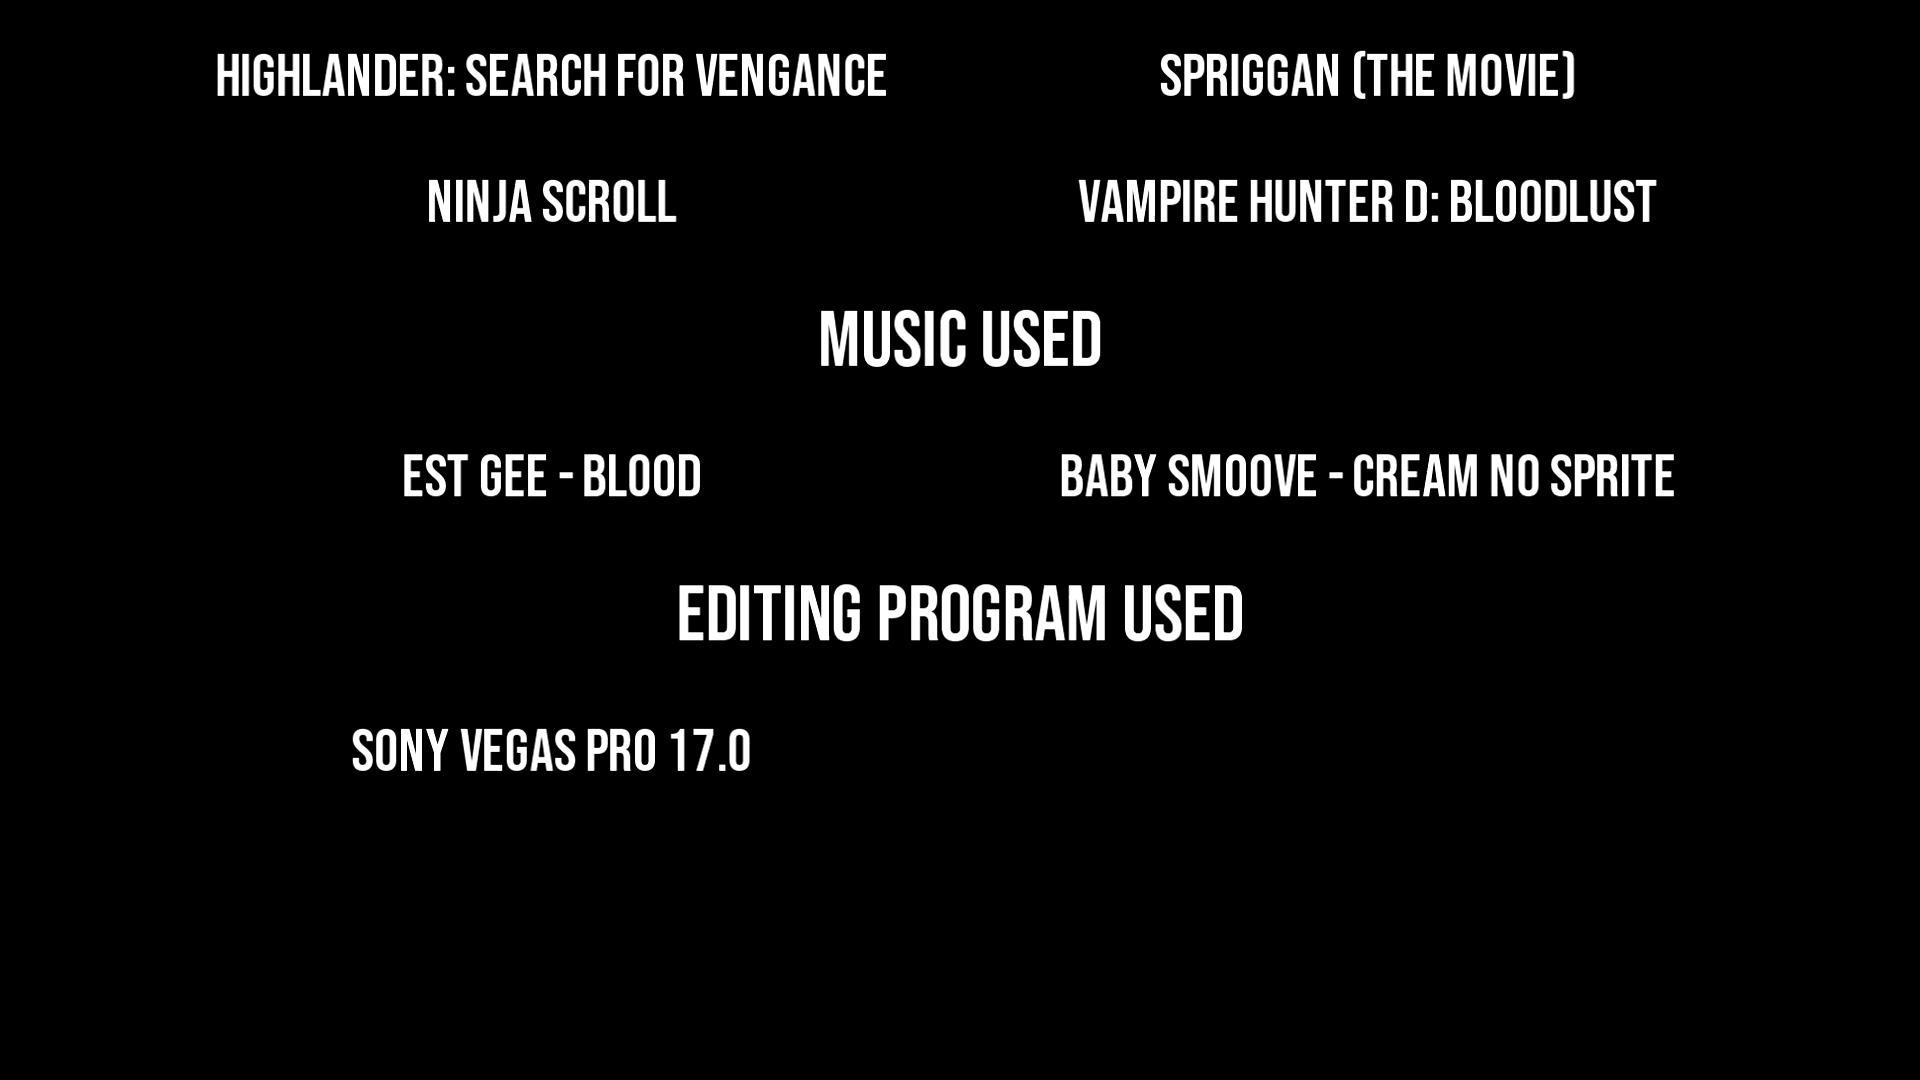 HIGHLANDER: SEARCH FOR VENGANCE
SPRIGGAN (THE MOVIE)
NINJA SCROLL
VAMPIRE HUNTER D: BLOODLUST
MUSIC USED
EST GEE - BLOOD
BABY SMOOVE - CREAM NO SPRITE
EDITING PROGRAM USED
SONY VEGAS PRO 17.0